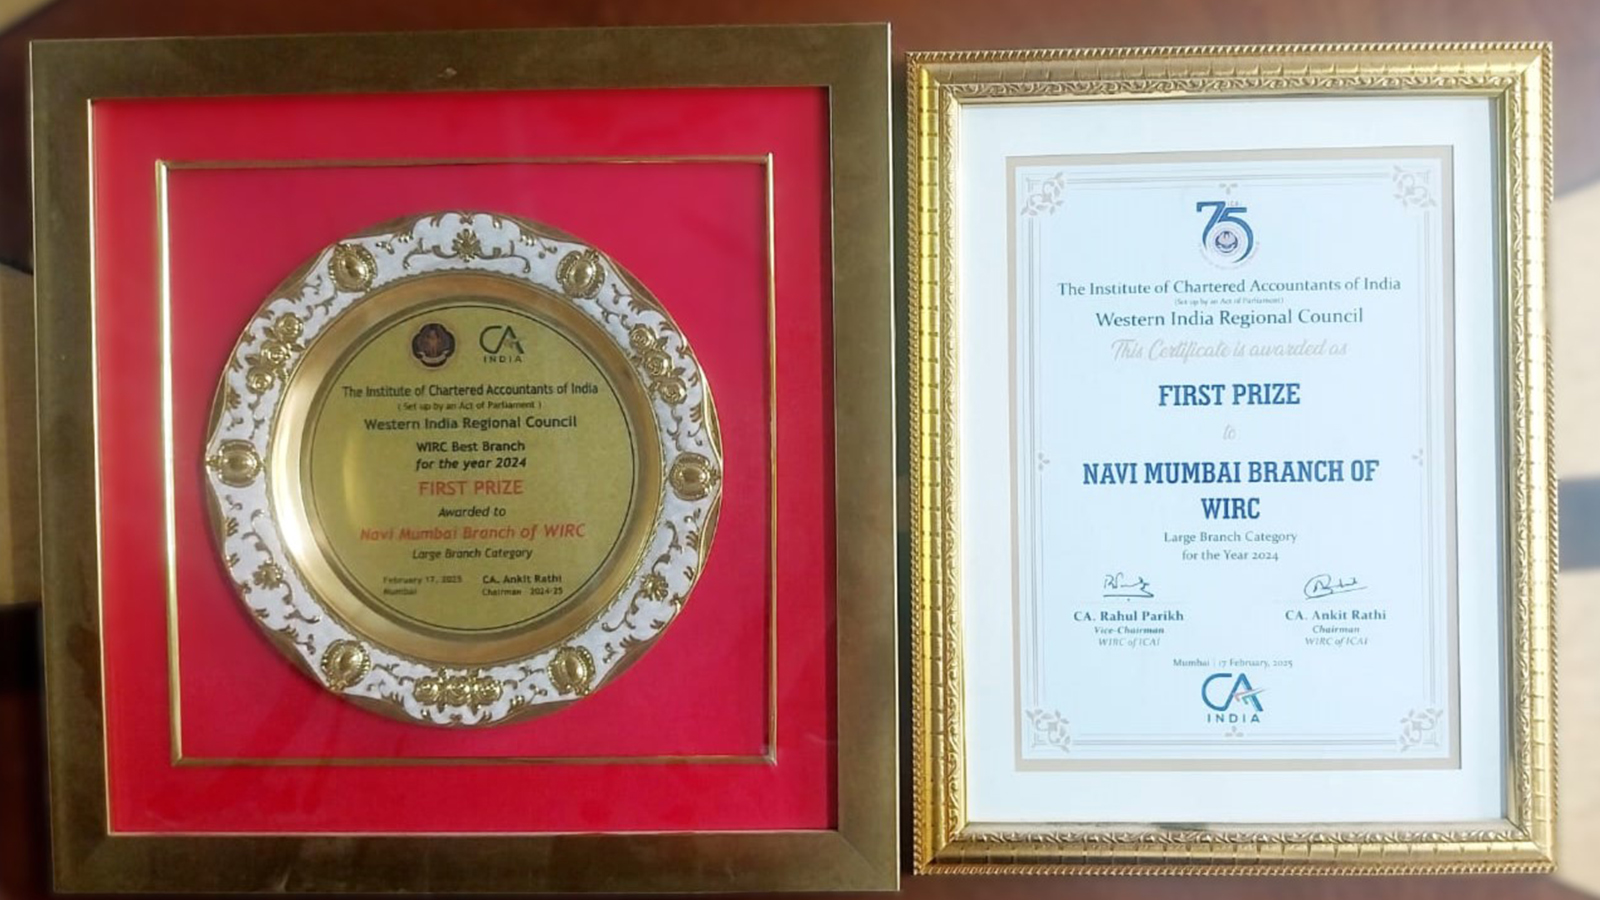 CA
INDIA
The Institute of Chartered Accountants of India
( Set up by an Act of Parliament )
Western India Regional Council
WIRC Best Branch
for the year 2024
FIRST PRIZE
Awarded to
Navi Mumbai Branch of WIRC
Large Branch Category
February 17, 2025 CA. Ankit Rathi
Mumbai Chairman 2024-25
75
The Institute of Chartered Accountants of India
(Set up by an Act of Parliament)
Western India Regional Council
This Certificate is awarded as
FIRST PRIZE
to
NAVI MUMBAI BRANCH OF
WIRC
Large Branch Category
for the Year 2024
CA. Rahul Parikh CA. Ankit Rathi
Vice-Chairman Chairman
WIRC of ICAI WIRC of ICAI
Mumbai | 17 February, 2025
CA
INDIA